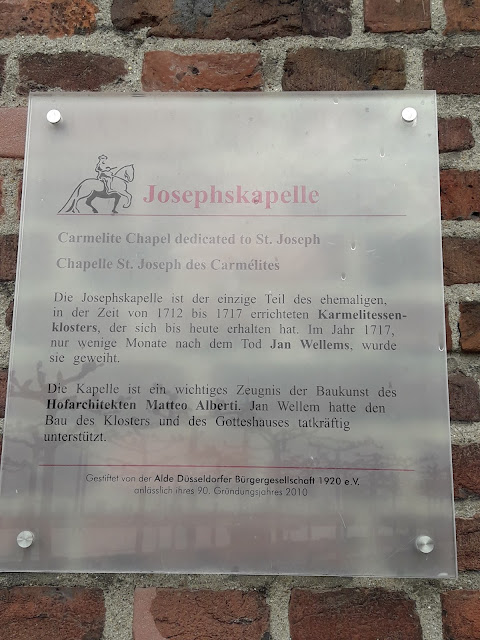 Josephskapelle
Carmelite Chapel dedicated to St. Joseph
Chapelle St. Joseph des Carmélites
Die Josephskapelle ist der einzige Teil des ehemaligen,
in der Zeit von 1712 bis 1717 errichteten Karmelitessen-
klosters, der sich bis heute erhalten hat. Im Jahr 1717,
nur wenige Monate nach dem Tod Jan Wellems, wurde
sie geweiht.
Die Kapelle ist ein wichtiges Zeugnis der Baukunst des
Hofarchitekten Matteo Alberti. Jan Wellem hatte den
Bau des Klosters und des Gotteshauses tatkräftig
unterstützt.
Gestiftet von der Alde Düsseldorfer Bürgergesellschaft 1920 e.V.
anlässlich ihres 90. Gründungsjahres 2010